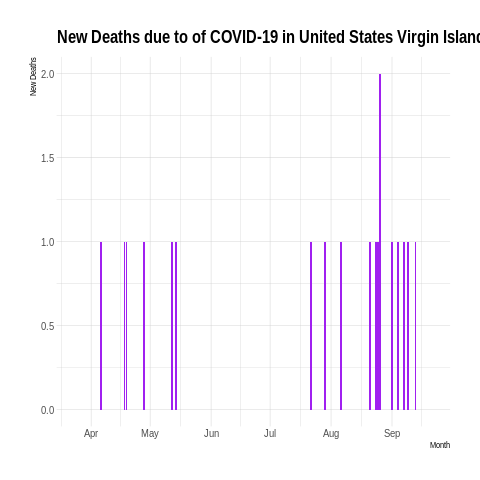 New Deaths due to of COVID-19 in United States Virgin Island
New Deaths
2.0
1.5
1.0
0.5
0.0
Apr May Jun Jul Aug Sep
Month